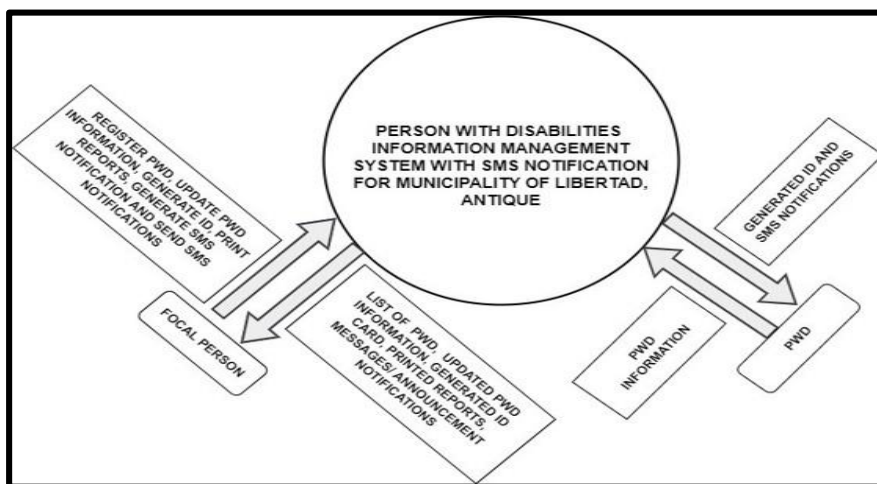 PERSON WITH DISABILITIES
INFORMATION MANAGEMENT
SYSTEM WITH SMS NOTIFICATION
FOR MUNICIPALITY OF LIBERTAD,
ANTIQUE
REGISTER PWD, UPDATE PWD
INFORMATION, GENERATE ID, PRINT
REPORTS, GENERATE SMS
NOTIFICATION AND SEND SMS
NOTIFICATIONS
FOCAL PERSON
LIST OF PWD, UPDATED PWD
INFORMATION, GENERATED ID
CARD, PRINTED REPORTS,
MESSAGES/ ANNOUNCEMENT
NOTIFICATIONS
GENERATED ID AND
SMS NOTIFICATIONS
PWD
INFORMATION
PWD